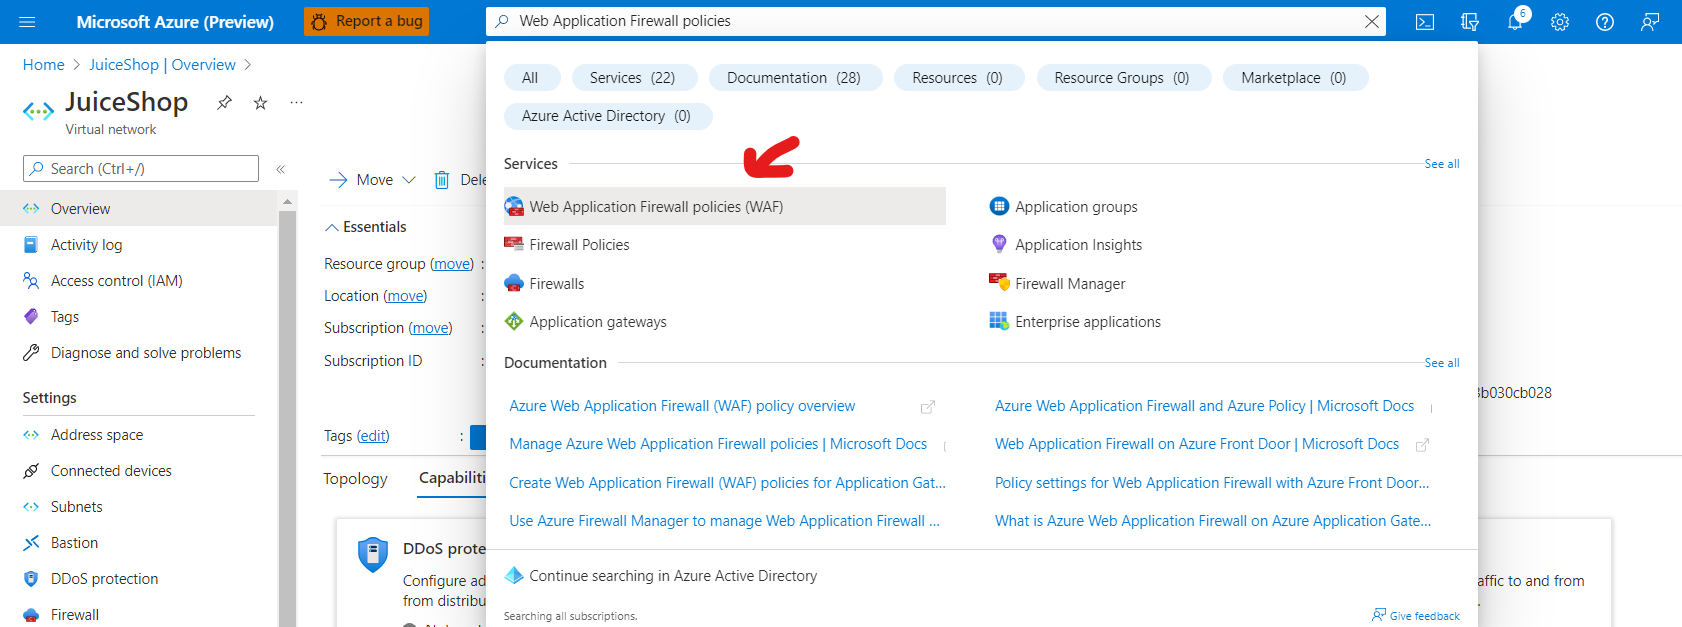 Microsoft Azure (Preview)
Report a bug
Web Application Firewall policies
6
Home > JuiceShop | Overview >
JuiceShop
Virtual network
Search (Ctrl+/)
«
Overview
Activity log
Access control (IAM)
Tags
Diagnose and solve problems
Settings
Address space
Connected devices
Subnets
Bastion
DDoS protection
Firewall
Move
Dele
Essentials
Resource group (move) :
Location (move) :
Subscription (move) :
Subscription ID :
Tags (edit) :
Topology
Capabiliti
DDoS prote
Configure ad
from distribu
All
Services (22)
Documentation (28)
Resources (0)
Resource Groups (0)
Marketplace (0)
Azure Active Directory (0)
Services
See all
Web Application Firewall policies (WAF)
Application groups
Firewall Policies
Application Insights
Firewalls
Firewall Manager
Application gateways
Enterprise applications
Documentation
See all
Azure Web Application Firewall (WAF) policy overview
Azure Web Application Firewall and Azure Policy | Microsoft Docs
Manage Azure Web Application Firewall policies | Microsoft Docs
Web Application Firewall on Azure Front Door | Microsoft Docs
Create Web Application Firewall (WAF) policies for Application Gat...
Policy settings for Web Application Firewall with Azure Front Door...
Use Azure Firewall Manager to manage Web Application Firewall ...
What is Azure Web Application Firewall on Azure Application Gate...
Continue searching in Azure Active Directory
Searching all subscriptions.
Give feedback
b030cb028
affic to and from